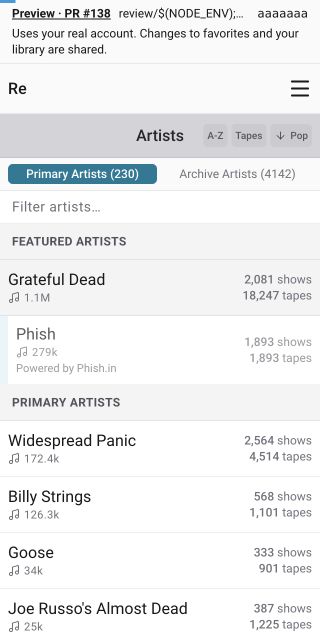 Preview · PR #138 review/$(NODE_ENV);... aaaaaaa
Uses your real account. Changes to favorites and your
library are shared.
Re
Artists A-Z Tapes ↓ Pop
Primary Artists (230) Archive Artists (4142)
Filter artists...
FEATURED ARTISTS
Grateful Dead 2,081 shows
1.1M 18,247 tapes
Phish 1,893 shows
279k 1,893 tapes
Powered by Phish.in
PRIMARY ARTISTS
Widespread Panic 2,564 shows
172.4k 4,514 tapes
Billy Strings 568 shows
126.3k 1,101 tapes
Goose 333 shows
34k 901 tapes
Joe Russo's Almost Dead 387 shows
25k 1,225 tapes